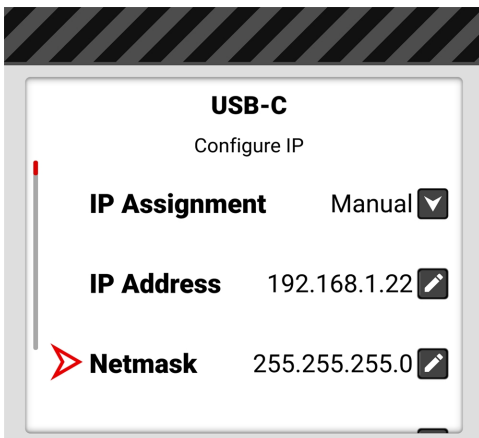 USB-C
Configure IP
IP Assignment Manual
IP Address 192.168.1.22
Netmask 255.255.255.0